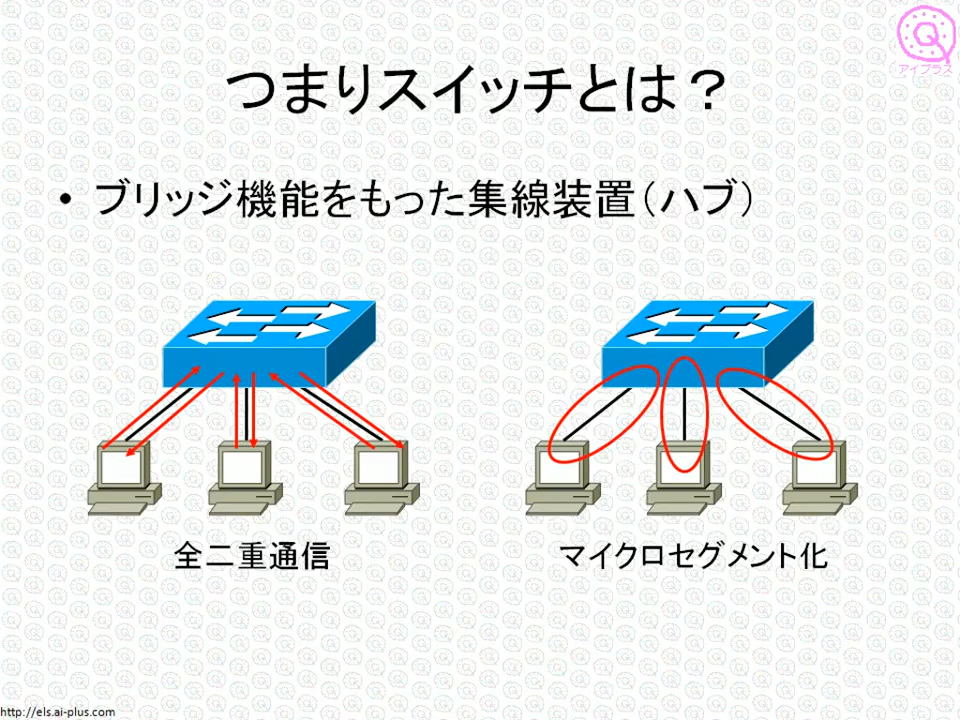 アイプラス
つまりスイッチとは？
• ブリッジ機能をもった集線装置（ハブ）
全二重通信
マイクロセグメント化
http://els.ai-plus.com